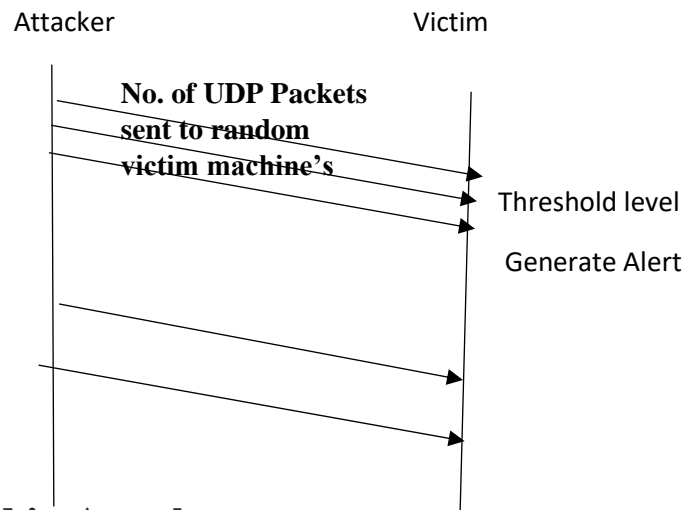 Attacker
Victim
No. of UDP Packets
sent to random
victim machine's
Threshold level
Generate Alert